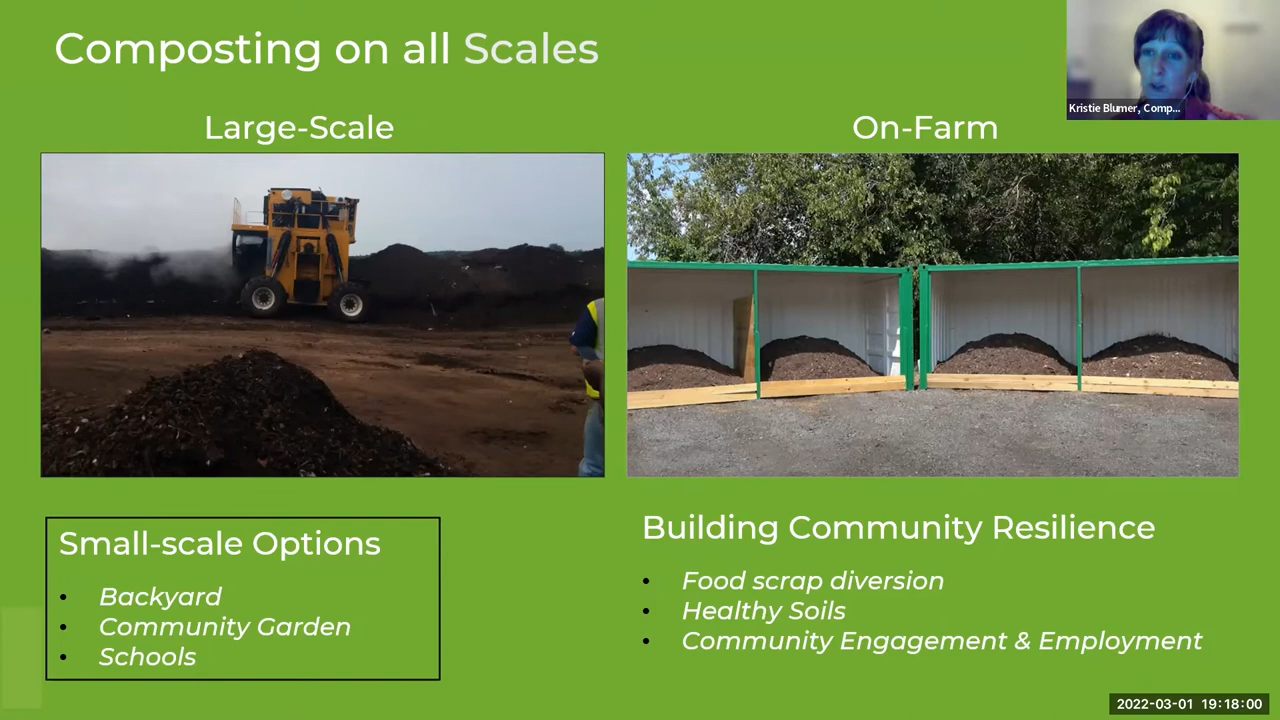 Composting on all Scales
Kristie Blumer, Comp...
Large-Scale
On-Farm
Small-scale Options
• Backyard
• Community Garden
• Schools
Building Community Resilience
• Food scrap diversion
• Healthy Soils
• Community Engagement & Employment
2022-03-01 19:18:00